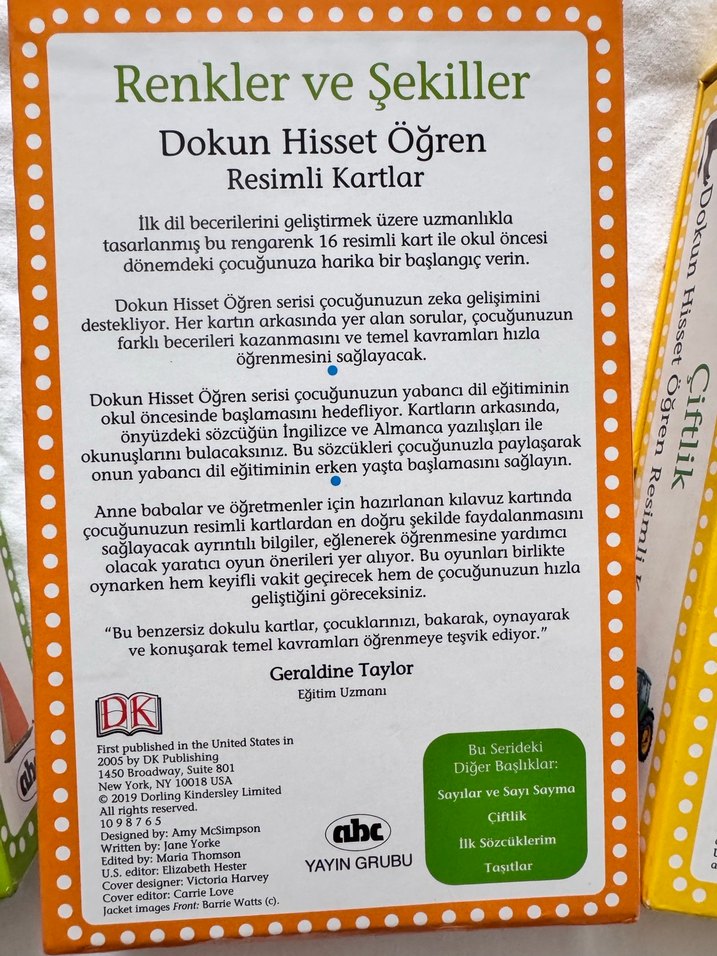 Renkler ve Şekiller
Dokun Hisset Öğren
Resimli Kartlar
İlk dil becerilerini geliştirmek üzere uzmanlıkla
tasarlanmış bu rengarenk 16 resimli kart ile okul öncesi
dönemdeki çocuğunuza harika bir başlangıç verin.
Dokun Hisset Öğren serisi çocuğunuzun zeka gelişimini
destekliyor. Her kartın arkasında yer alan sorular, çocuğunuzun
farklı becerileri kazanmasını ve temel kavramları hızla
öğrenmesini sağlayacak.
Dokun Hisset Öğren serisi çocuğunuzun yabancı dil eğitiminin
okul öncesinde başlamasını hedefliyor. Kartların arkasında,
önyüzdeki sözcüğün İngilizce ve Almanca yazılışları ile
okunuşlarını bulacaksınız. Bu sözcükleri çocuğunuzla paylaşarak
onun yabancı dil eğitiminin erken yaşta başlamasını sağlayın.
Anne babalar ve öğretmenler için hazırlanan kılavuz kartında
çocuğunuzun resimli kartlardan en doğru şekilde faydalanmasını
sağlayacak ayrıntılı bilgiler, eğlenerek öğrenmesine yardımcı
olacak yaratıcı oyun önerileri yer alıyor. Bu oyunları birlikte
oynarken hem keyifli vakit geçirecek hem de çocuğunuzun hızla
geliştiğini göreceksiniz.
“Bu benzersiz dokulu kartlar, çocuklarınızı, bakarak, oynayarak
ve konuşarak temel kavramları öğrenmeye teşvik ediyor.”
Geraldine Taylor
Eğitim Uzmanı
DK
First published in the United States in
2005 by DK Publishing
1450 Broadway, Suite 801
New York, NY 10018 USA
© 2019 Dorling Kindersley Limited
All rights reserved.
10 9 8 7 6 5
Designed by: Amy McSimpson
Written by: Jane Yorke
Edited by: Maria Thomson
U.S. editor: Elizabeth Hester
Cover designer: Victoria Harvey
Cover editor: Carrie Love
Jacket images Front: Barrie Watts (c).
abc
YAYIN GRUBU
Bu Serideki
Diğer Başlıklar:
Sayılar ve Sayı Sayma
Çiftlik
İlk Sözcüklerim
Taşıtlar
Çiftlik
Dokun Hisset Öğren Resimli
abc